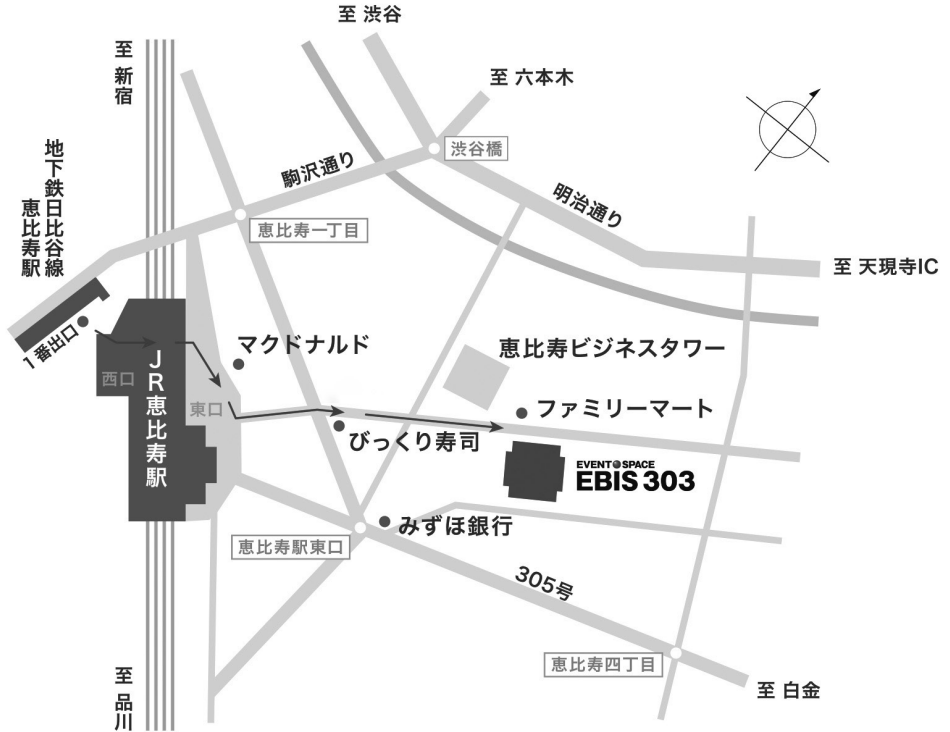 至 渋谷
至 新宿
至 六本木
渋谷橋
地下鉄日比谷線
恵比寿駅
駒沢通り
明治通り
恵比寿一丁目
至 天現寺IC
1番出口
マクドナルド
恵比寿ビジネスタワー
西口
JR恵比寿駅
東口
ファミリーマート
びっくり寿司
EVENT SPACE
EBIS 303
みずほ銀行
恵比寿駅東口
305号
恵比寿四丁目
至 品川
至 白金